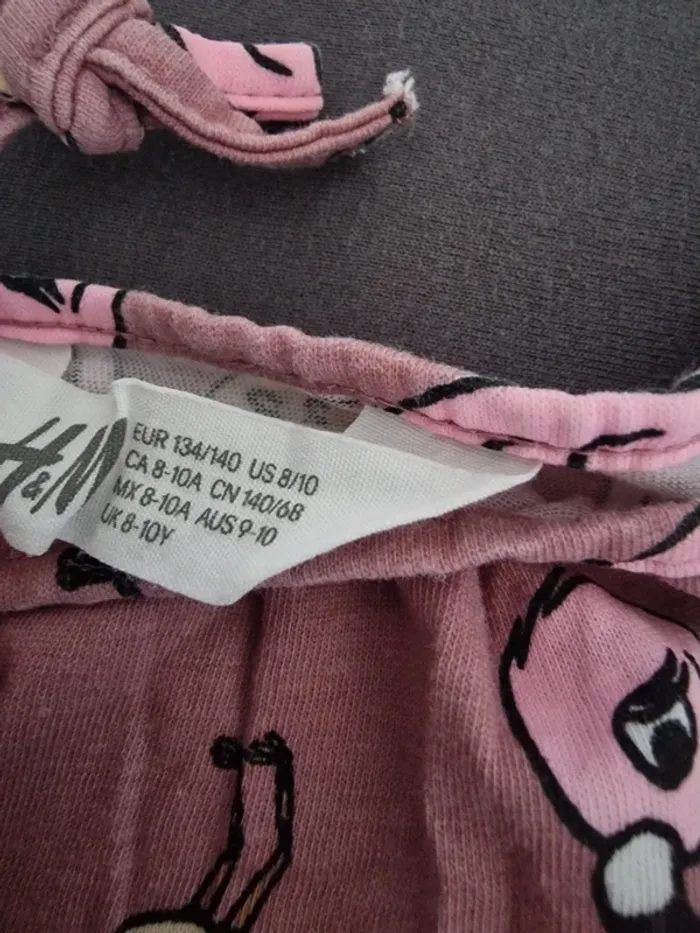 H&M
EUR 134/140 US 8/10
CA 8-10A CN 140/68
MX 8-10A AUS 9-10
UK 8-10Y